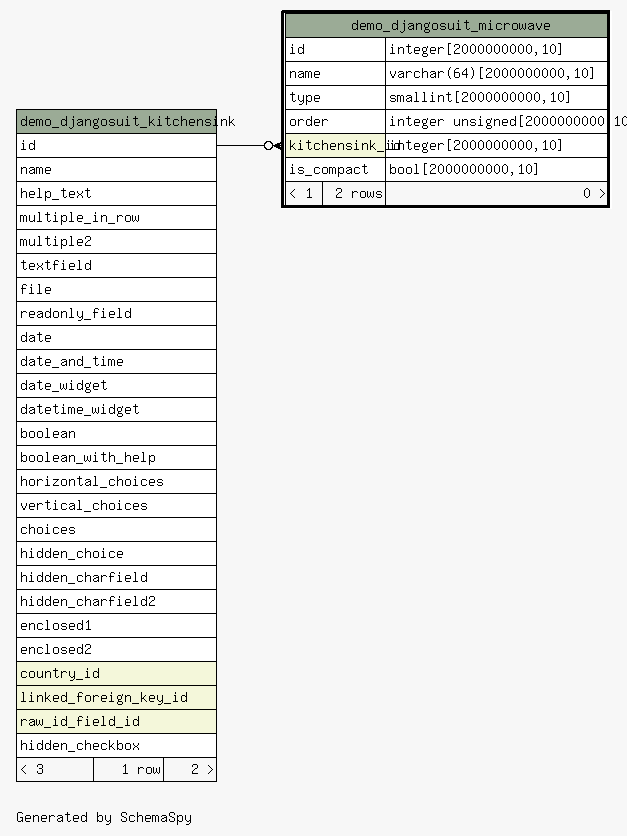 demo_djangosuit_microwave
id integer[2000000000,10]
name varchar(64)[2000000000,10]
type smallint[2000000000,10]
order integer unsigned[2000000000,10
kitchensink_id integer[2000000000,10]
is_compact bool[2000000000,10]
< 1 2 rows 0 >
demo_djangosuit_kitchensink
id
name
help_text
multiple_in_row
multiple2
textfield
file
readonly_field
date
date_and_time
date_widget
datetime_widget
boolean
boolean_with_help
horizontal_choices
vertical_choices
choices
hidden_choice
hidden_charfield
hidden_charfield2
enclosed1
enclosed2
country_id
linked_foreign_key_id
raw_id_field_id
hidden_checkbox
< 3 1 row 2 >
Generated by SchemaSpy